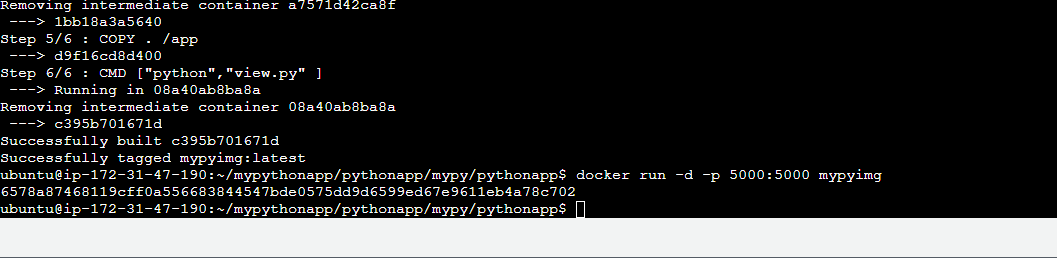 Removing intermediate container a7571d42ca8f
 ---> 1bb18a3a5640
Step 5/6 : COPY . /app
 ---> d9f16cd8d400
Step 6/6 : CMD ["python","view.py" ]
 ---> Running in 08a40ab8ba8a
Removing intermediate container 08a40ab8ba8a
 ---> c395b701671d
Successfully built c395b701671d
Successfully tagged mypyimg:latest
ubuntu@ip-172-31-47-190:~/mypythonapp/pythonapp/mypy/pythonapp$ docker run -d -p 5000:5000 mypyimg
6578a87468119cff0a556683844547bde0575dd9d6599ed67e9611eb4a78c702
ubuntu@ip-172-31-47-190:~/mypythonapp/pythonapp/mypy/pythonapp$